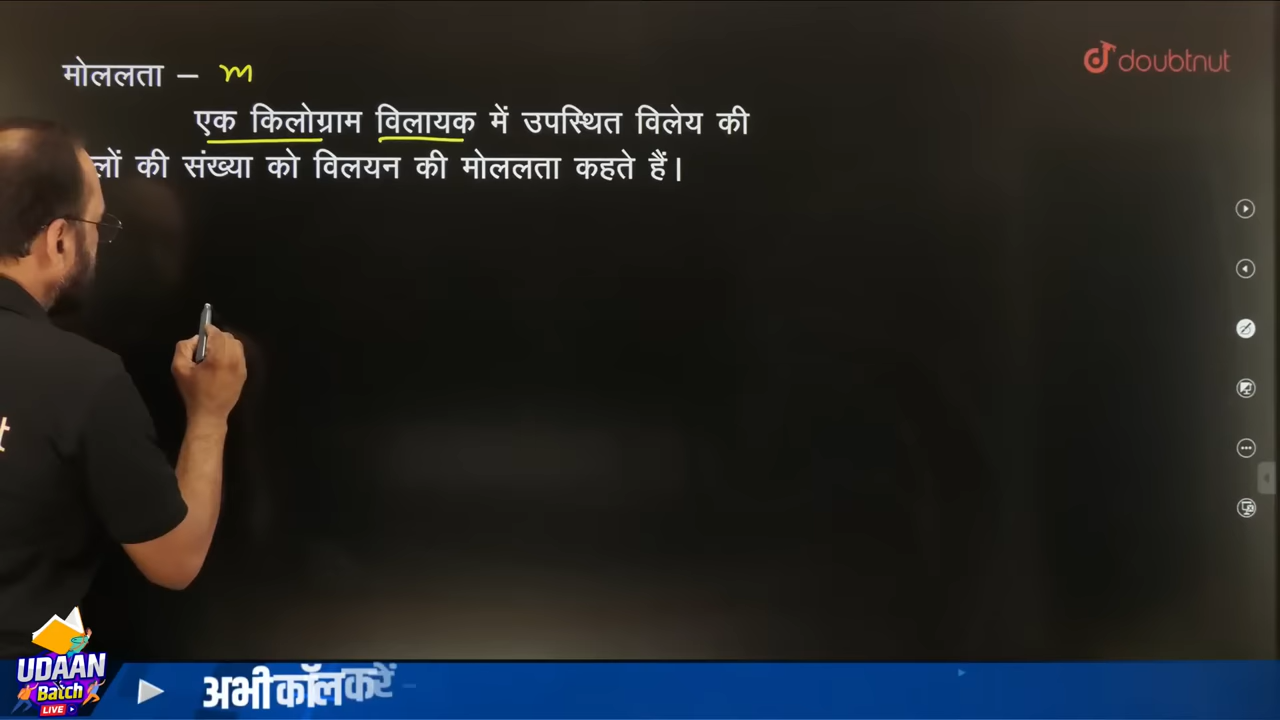 मोललता – m
doubtnut
एक किलोग्राम विलायक में उपस्थित विलेय की
लों की संख्या को विलयन की मोललता कहते हैं।
t
UDAAN
Batch
LIVE
अभी कॉल करें